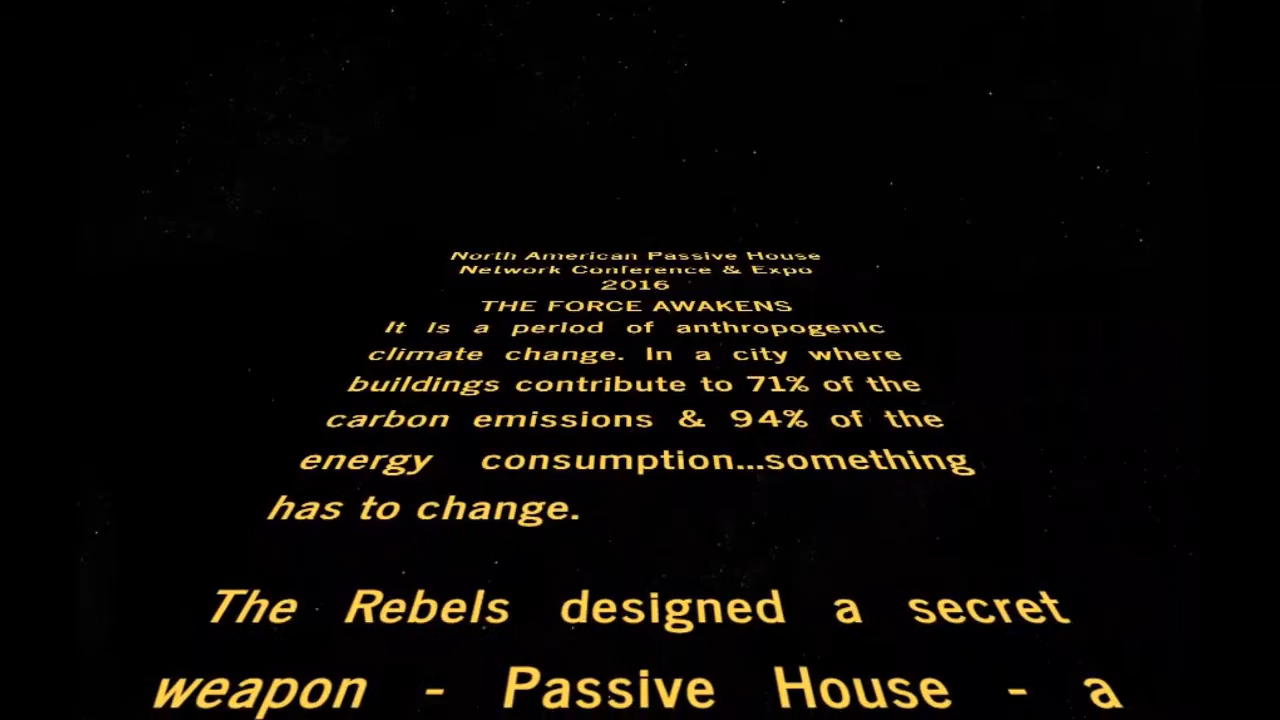 North American Passive House
Network Conference & Expo
2016
THE FORCE AWAKENS
It is a period of anthropogenic
climate change. In a city where
buildings contribute to 71% of the
carbon emissions & 94% of the
energy consumption...something
has to change.
The Rebels designed a secret
weapon - Passive House - a